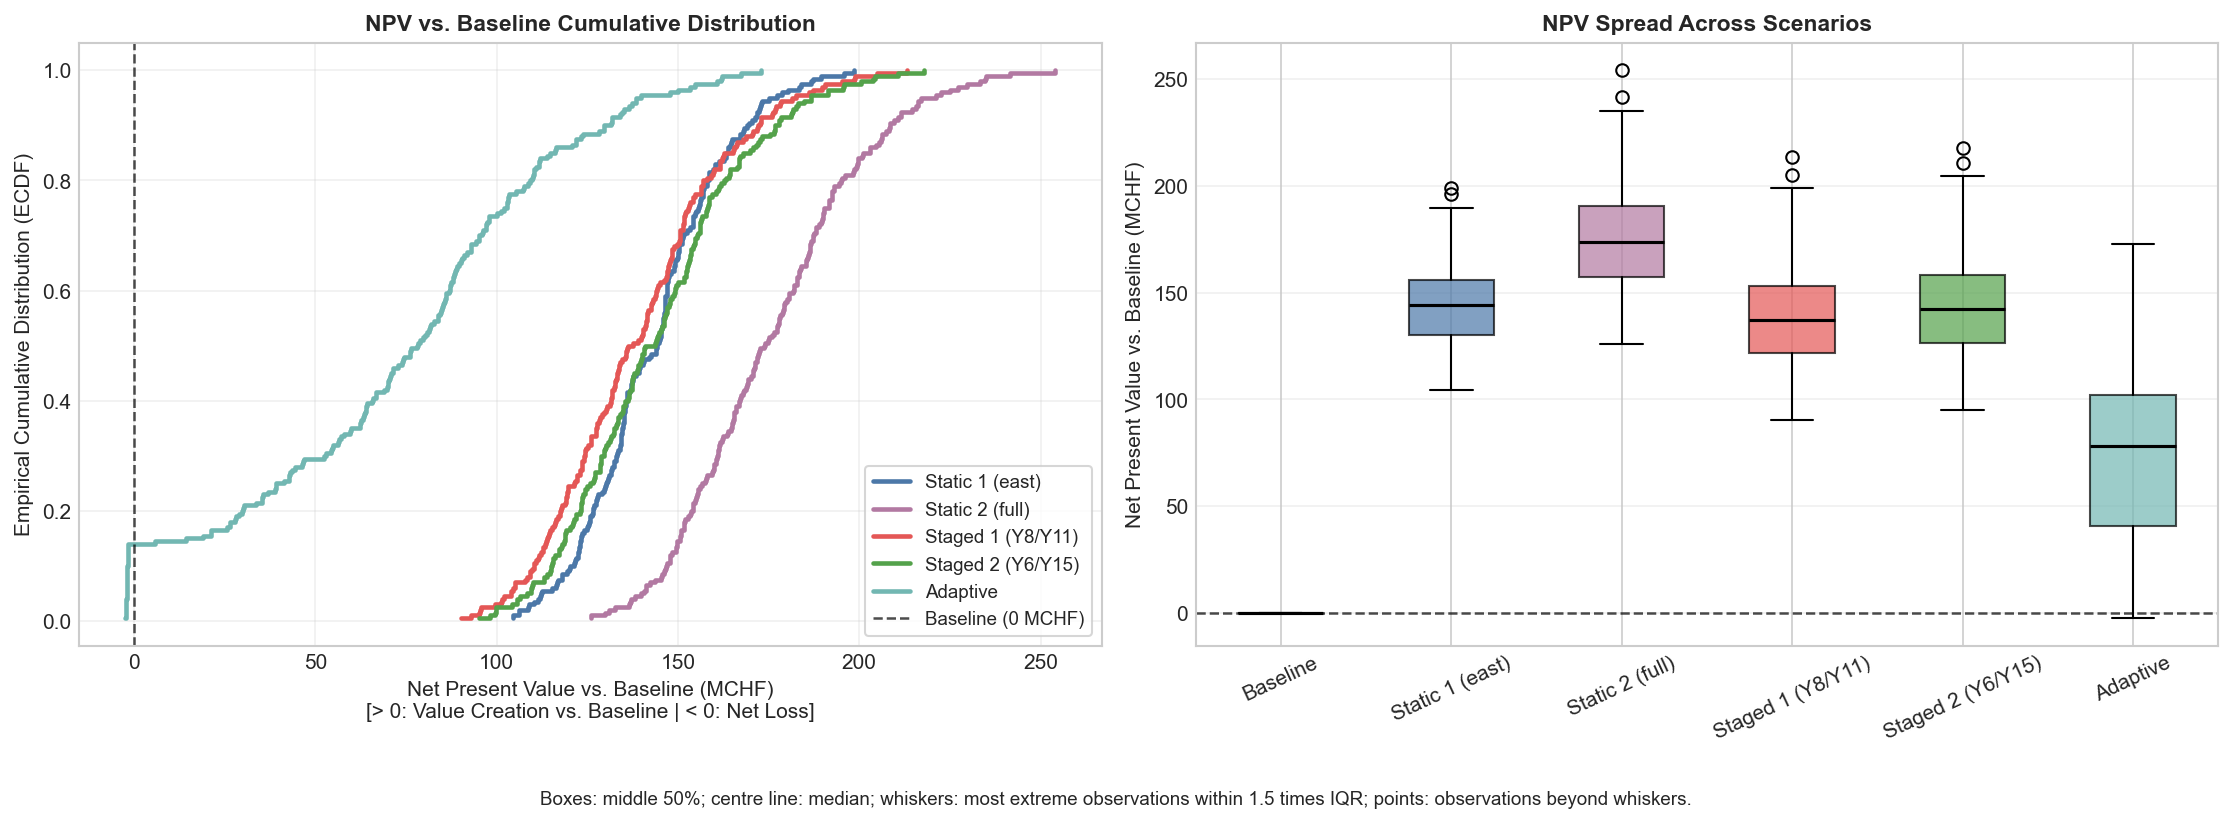 NPV vs. Baseline Cumulative Distribution
Empirical Cumulative Distribution (ECDF)
1.0
0.8
0.6
0.4
0.2
0.0
0
50
100
150
200
250
Net Present Value vs. Baseline (MCHF)
[> 0: Value Creation vs. Baseline | < 0: Net Loss]
Static 1 (east)
Static 2 (full)
Staged 1 (Y8/Y11)
Staged 2 (Y6/Y15)
Adaptive
Baseline (0 MCHF)
NPV Spread Across Scenarios
Net Present Value vs. Baseline (MCHF)
250
200
150
100
50
0
Baseline
Static 1 (east)
Static 2 (full)
Staged 1 (Y8/Y11)
Staged 2 (Y6/Y15)
Adaptive
Boxes: middle 50%; centre line: median; whiskers: most extreme observations within 1.5 times IQR; points: observations beyond whiskers.